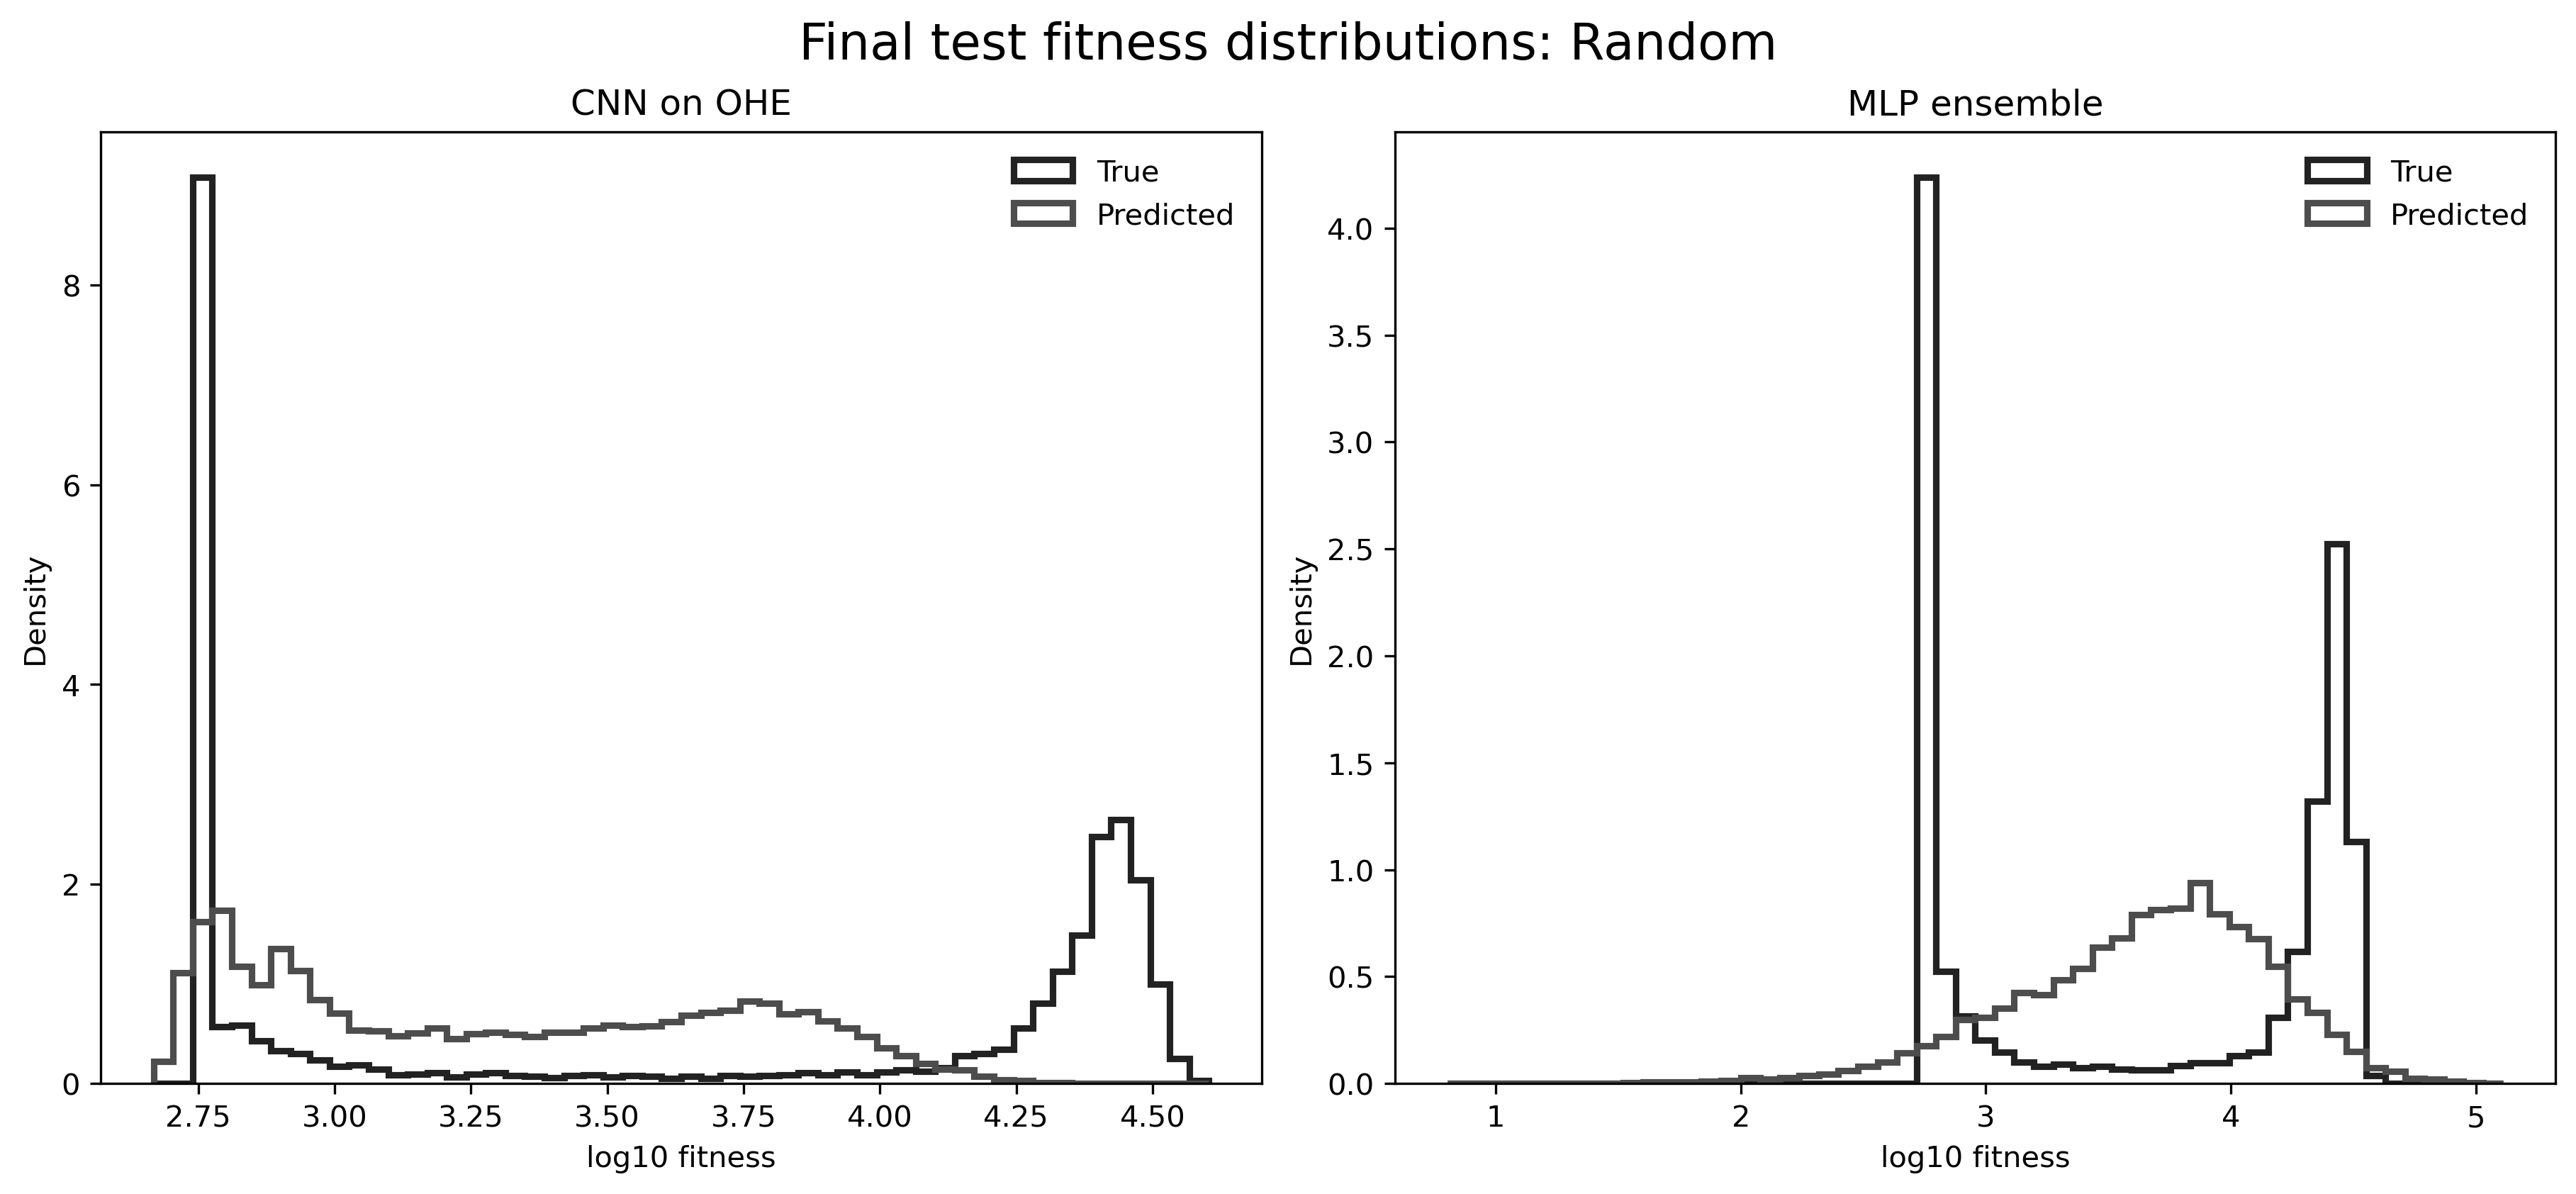 Final test fitness distributions: Random
CNN on OHE
True
Predicted
8
6
4
2
0
Density
2.75 3.00 3.25 3.50 3.75 4.00 4.25 4.50
log10 fitness
MLP ensemble
True
Predicted
4.0
3.5
3.0
2.5
2.0
1.5
1.0
0.5
0.0
Density
1 2 3 4 5
log10 fitness